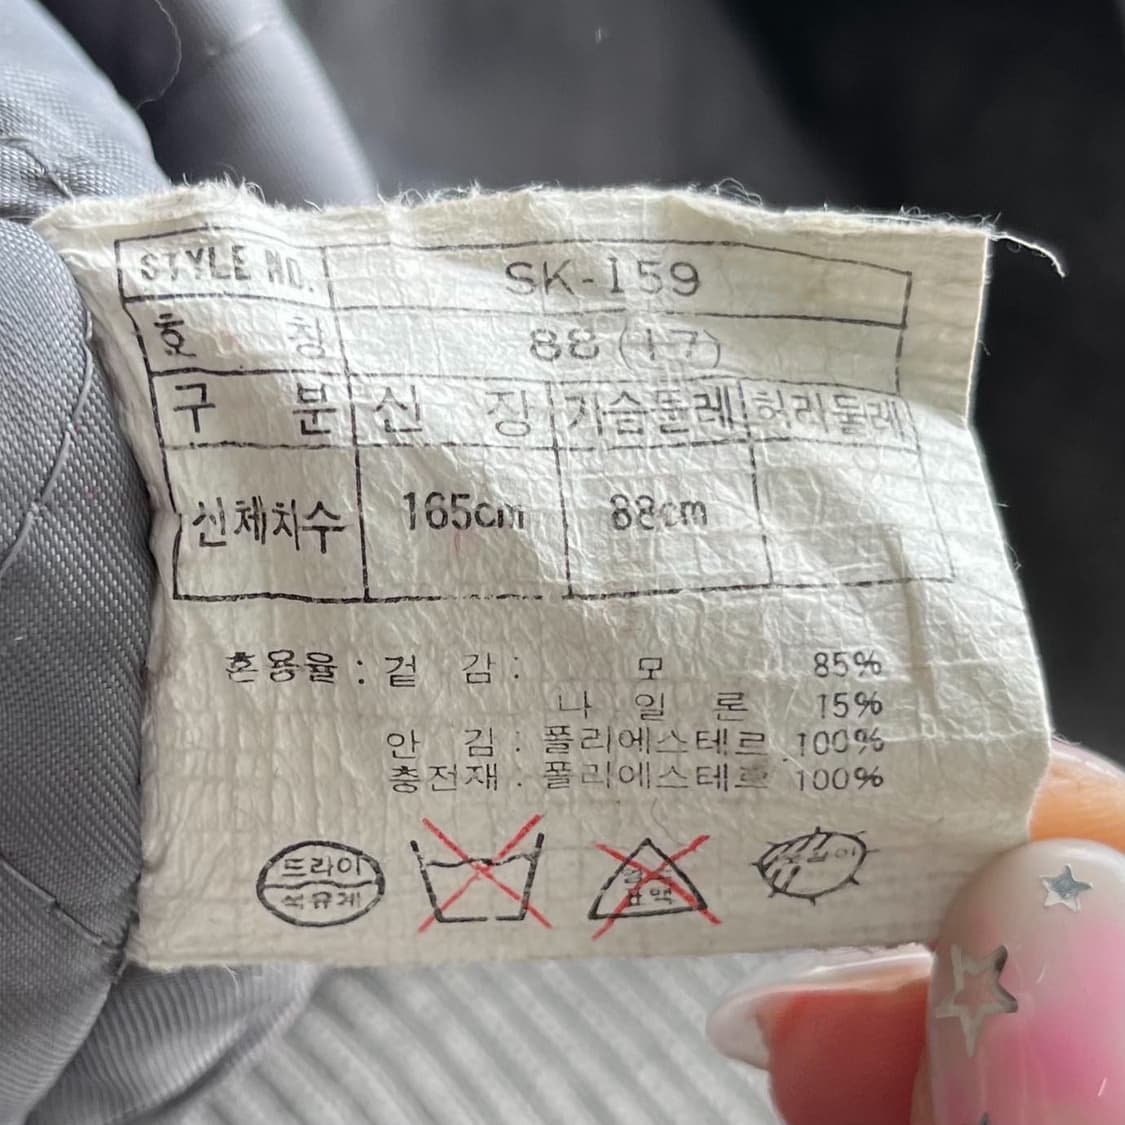 STYLE NO. SK-159
호 칭 88 (17)
구 분 신 장 가슴둘레 허리둘레
신체치수 165cm 88cm
혼용율 : 겉 감 : 모 85%
나 일 론 15%
안 김 : 폴리에스테르 100%
충전재 : 폴리에스테르 100%
드라이
석유계
표백